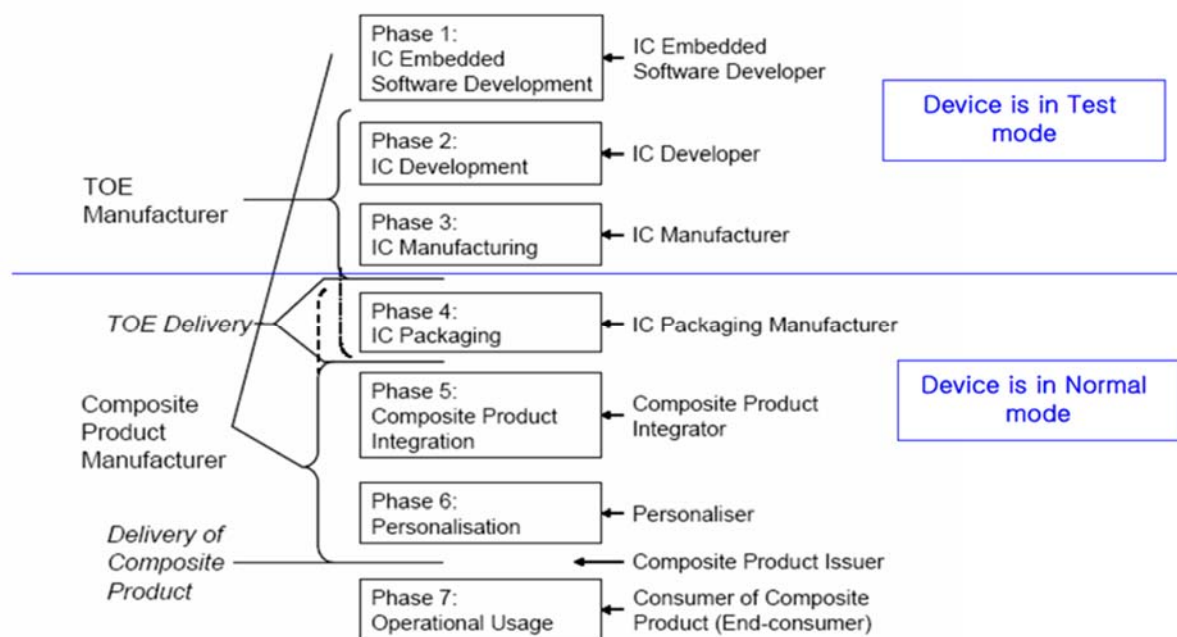 Phase 1:
IC Embedded
Software Development
IC Embedded
Software Developer
Device is in Test
mode
Phase 2:
IC Development
IC Developer
TOE
Manufacturer
Phase 3:
IC Manufacturing
IC Manufacturer
TOE Delivery
Phase 4:
IC Packaging
IC Packaging Manufacturer
Device is in Normal
mode
Composite
Product
Manufacturer
Phase 5:
Composite Product
Integration
Composite Product
Integrator
Phase 6:
Personalisation
Personaliser
Delivery of
Composite
Product
Composite Product Issuer
Phase 7:
Operational Usage
Consumer of Composite
Product (End-consumer)